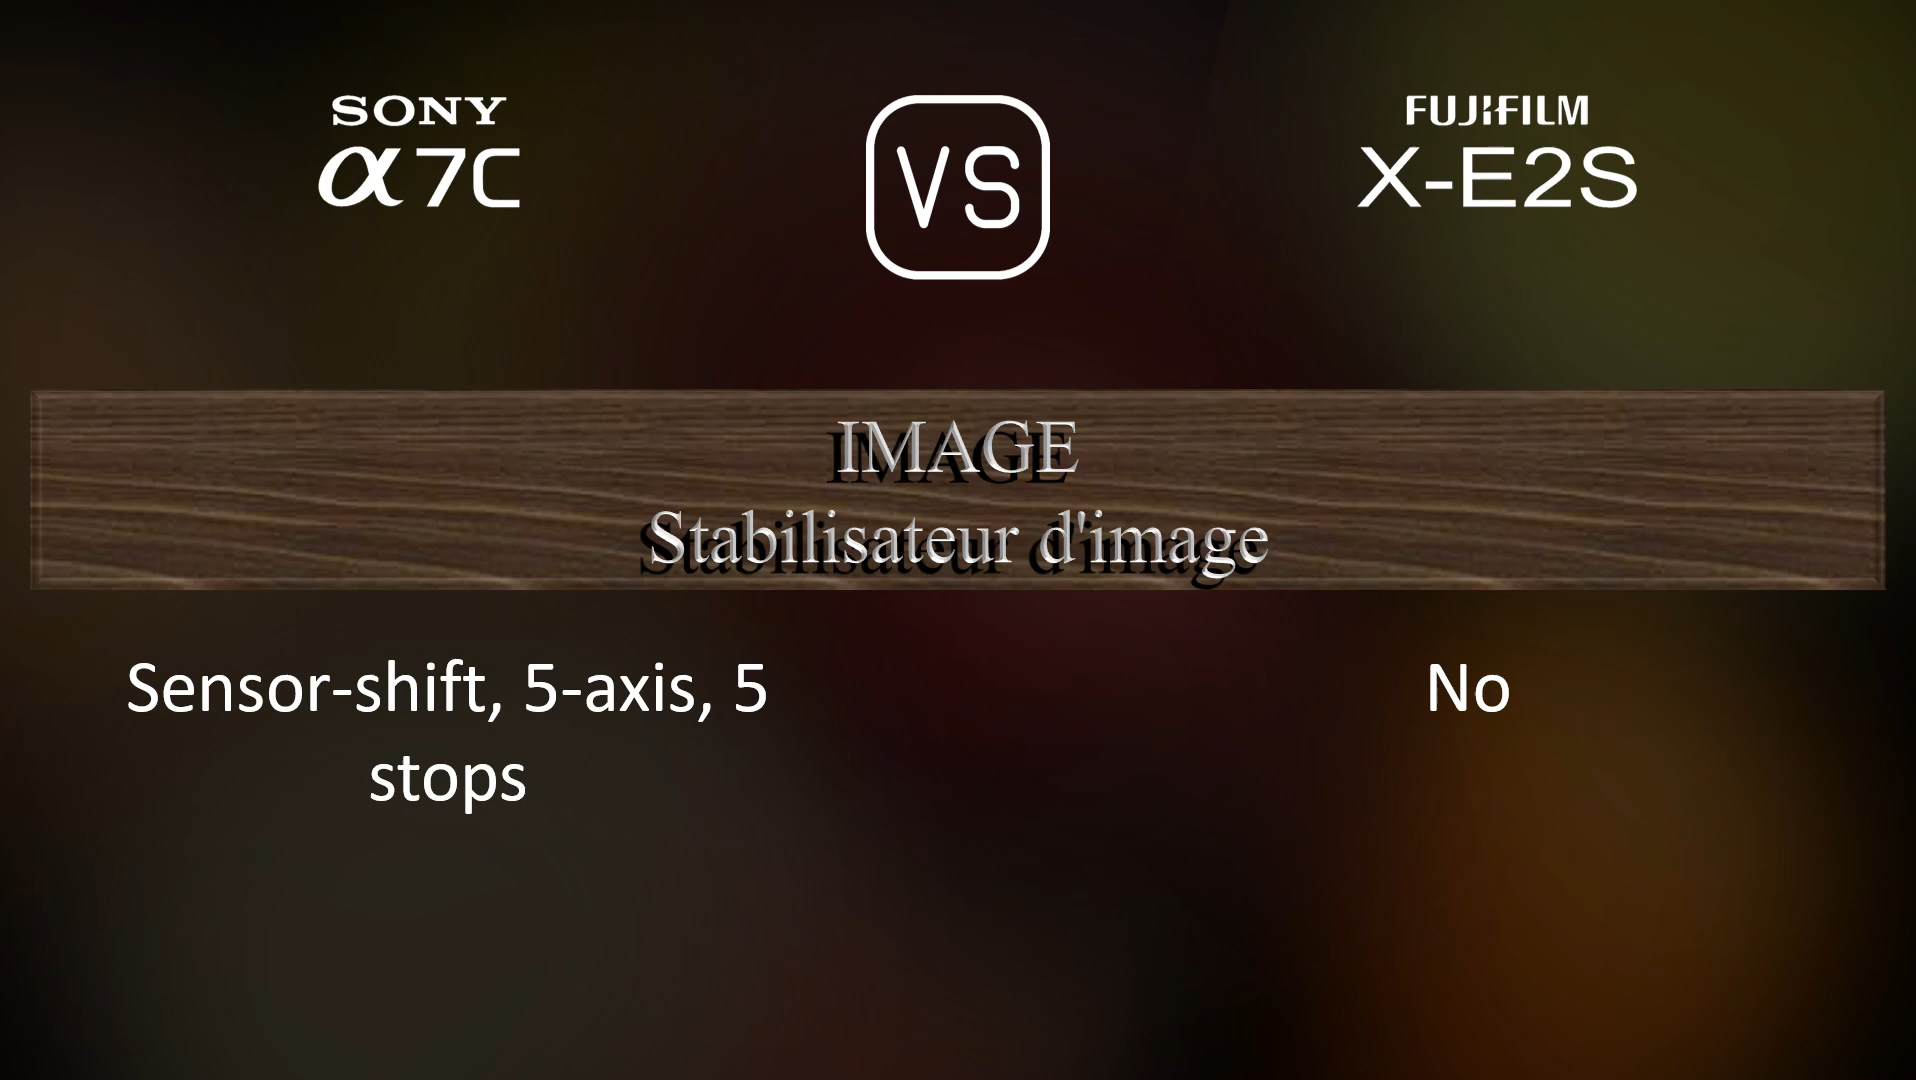 SONY
α7C
VS
FUJIFILM
X-E2S
IMAGE
Stabilisateur d'image
Sensor-shift, 5-axis, 5
stops
No